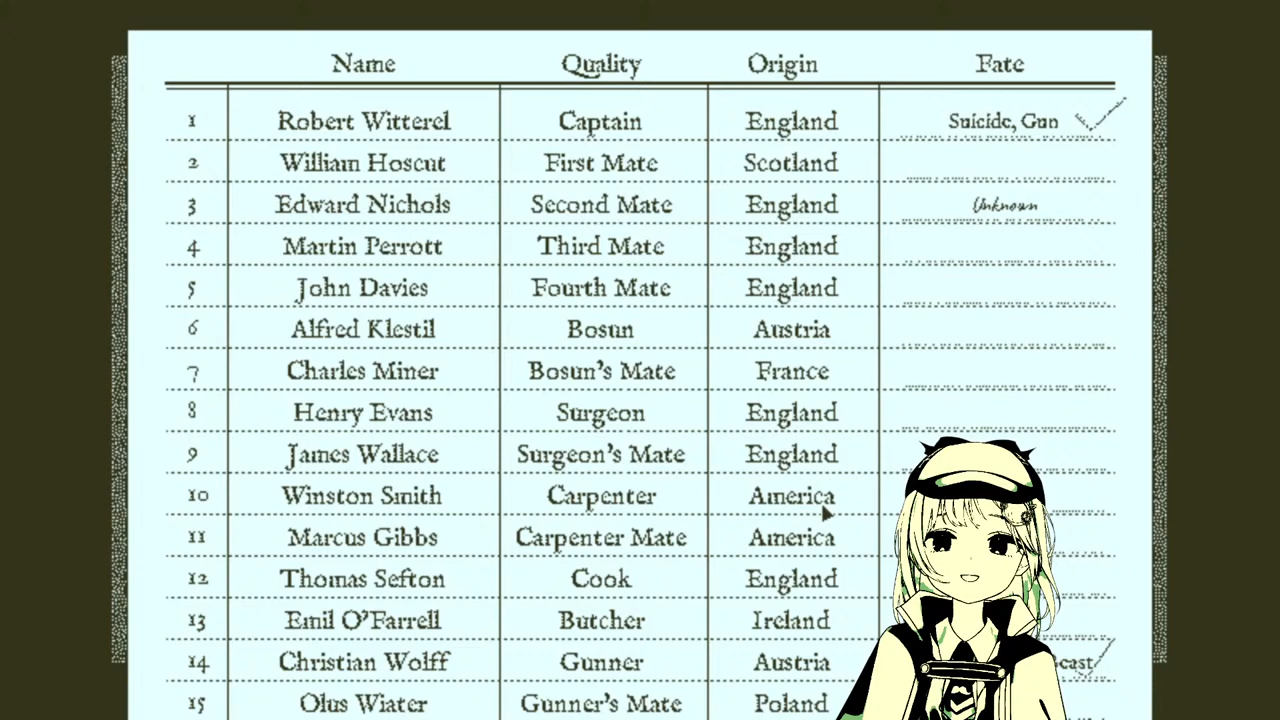 Name Quality Origin Fate
1 Robert Witterel Captain England Suicide, Gun
2 William Hoscut First Mate Scotland
3 Edward Nichols Second Mate England Unknown
4 Martin Perrott Third Mate England
5 John Davies Fourth Mate England
6 Alfred Klestil Bosun Austria
7 Charles Miner Bosun's Mate France
8 Henry Evans Surgeon England
9 James Wallace Surgeon's Mate England
10 Winston Smith Carpenter America
11 Marcus Gibbs Carpenter Mate America
12 Thomas Sefton Cook England
13 Emil O'Farrell Butcher Ireland
14 Christian Wolff Gunner Austria
15 Olus Wiater Gunner's Mate Poland